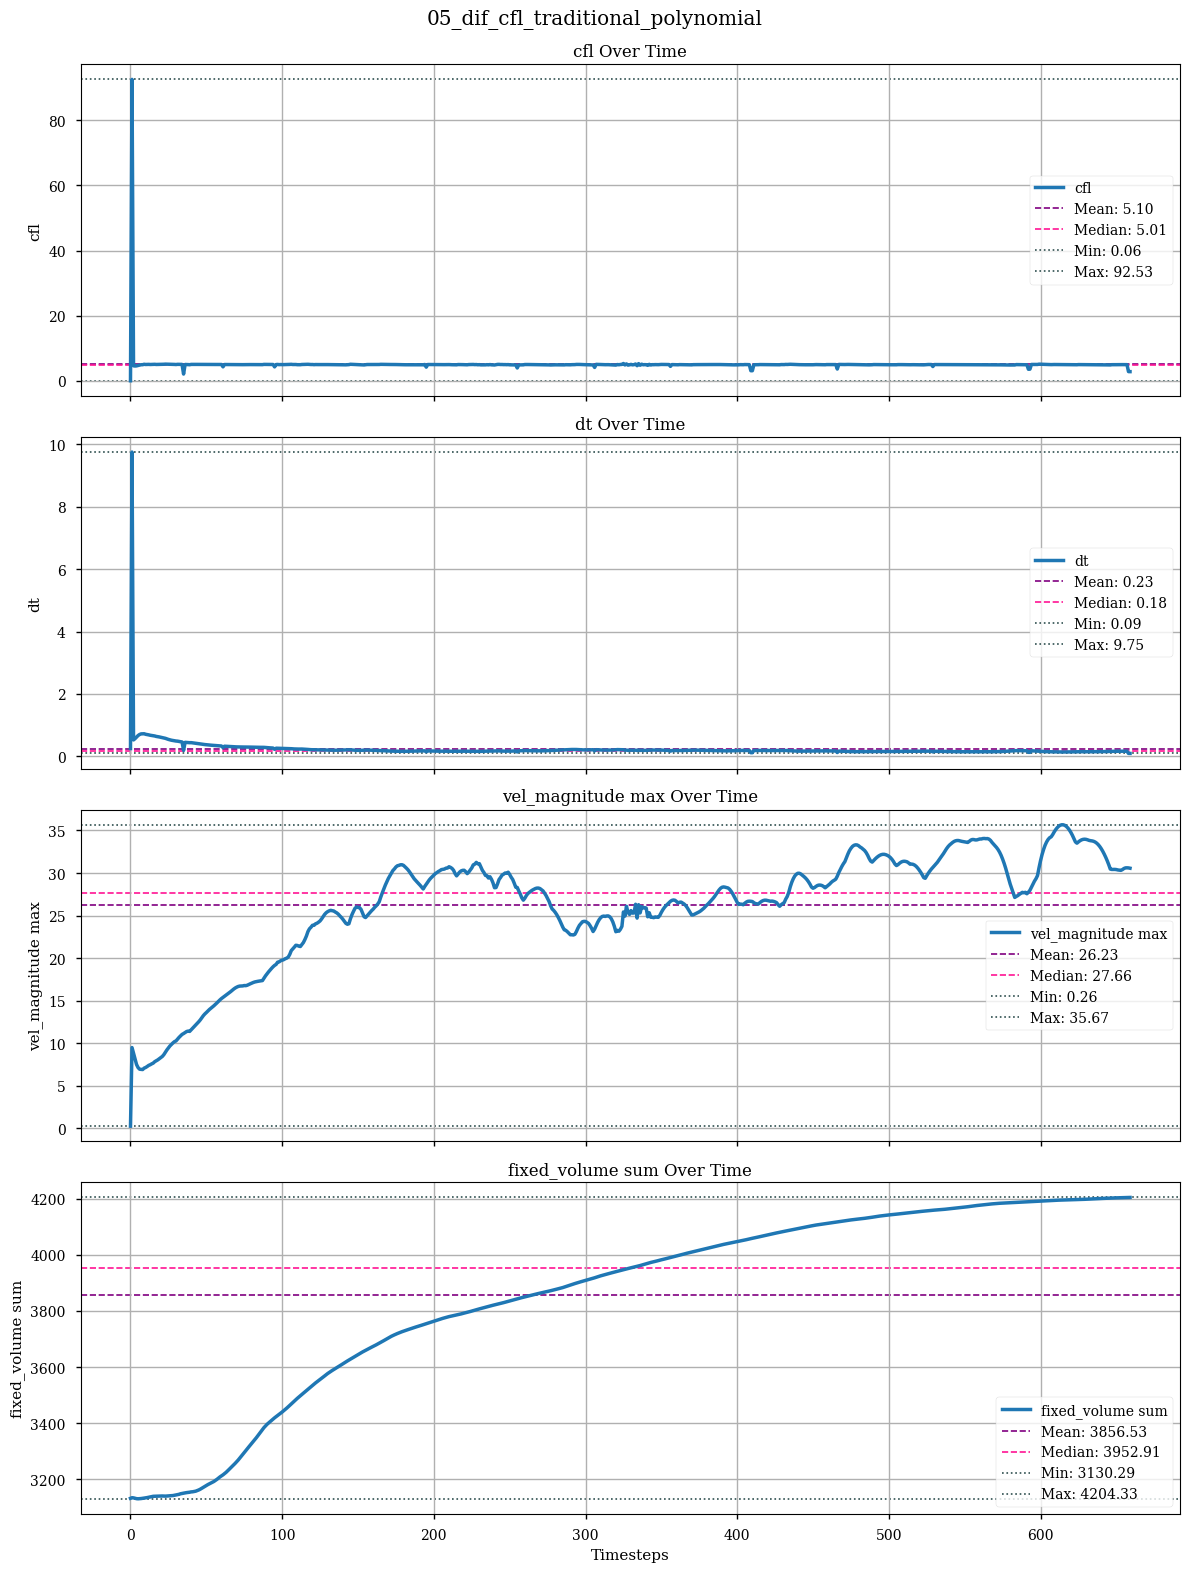 05_dif_cfl_traditional_polynomial
cfl Over Time
cfl
80
60
40
20
0
cfl
Mean: 5.10
Median: 5.01
Min: 0.06
Max: 92.53
dt Over Time
dt
10
8
6
4
2
0
dt
Mean: 0.23
Median: 0.18
Min: 0.09
Max: 9.75
vel_magnitude max Over Time
vel_magnitude max
35
30
25
20
15
10
5
0
vel_magnitude max
Mean: 26.23
Median: 27.66
Min: 0.26
Max: 35.67
fixed_volume sum Over Time
fixed_volume sum
4200
4000
3800
3600
3400
3200
fixed_volume sum
Mean: 3856.53
Median: 3952.91
Min: 3130.29
Max: 4204.33
0 100 200 300 400 500 600
Timesteps